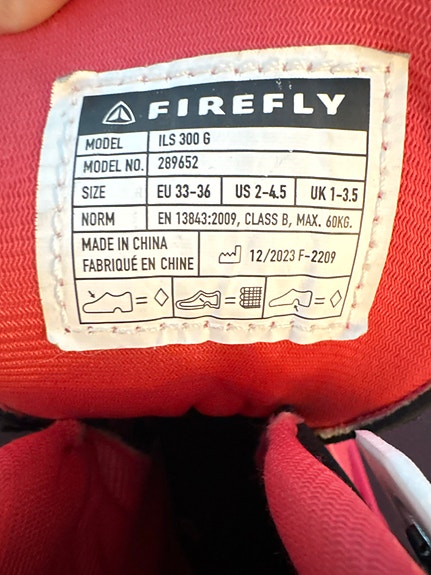 FIREFLY
MODEL ILS 300 G
MODEL NO. 289652
SIZE EU 33-36 US 2-4.5 UK 1-3.5
NORM EN 13843:2009, CLASS B, MAX. 60KG.
MADE IN CHINA
FABRIQUÉ EN CHINE
12/2023 F-2209
= =  =